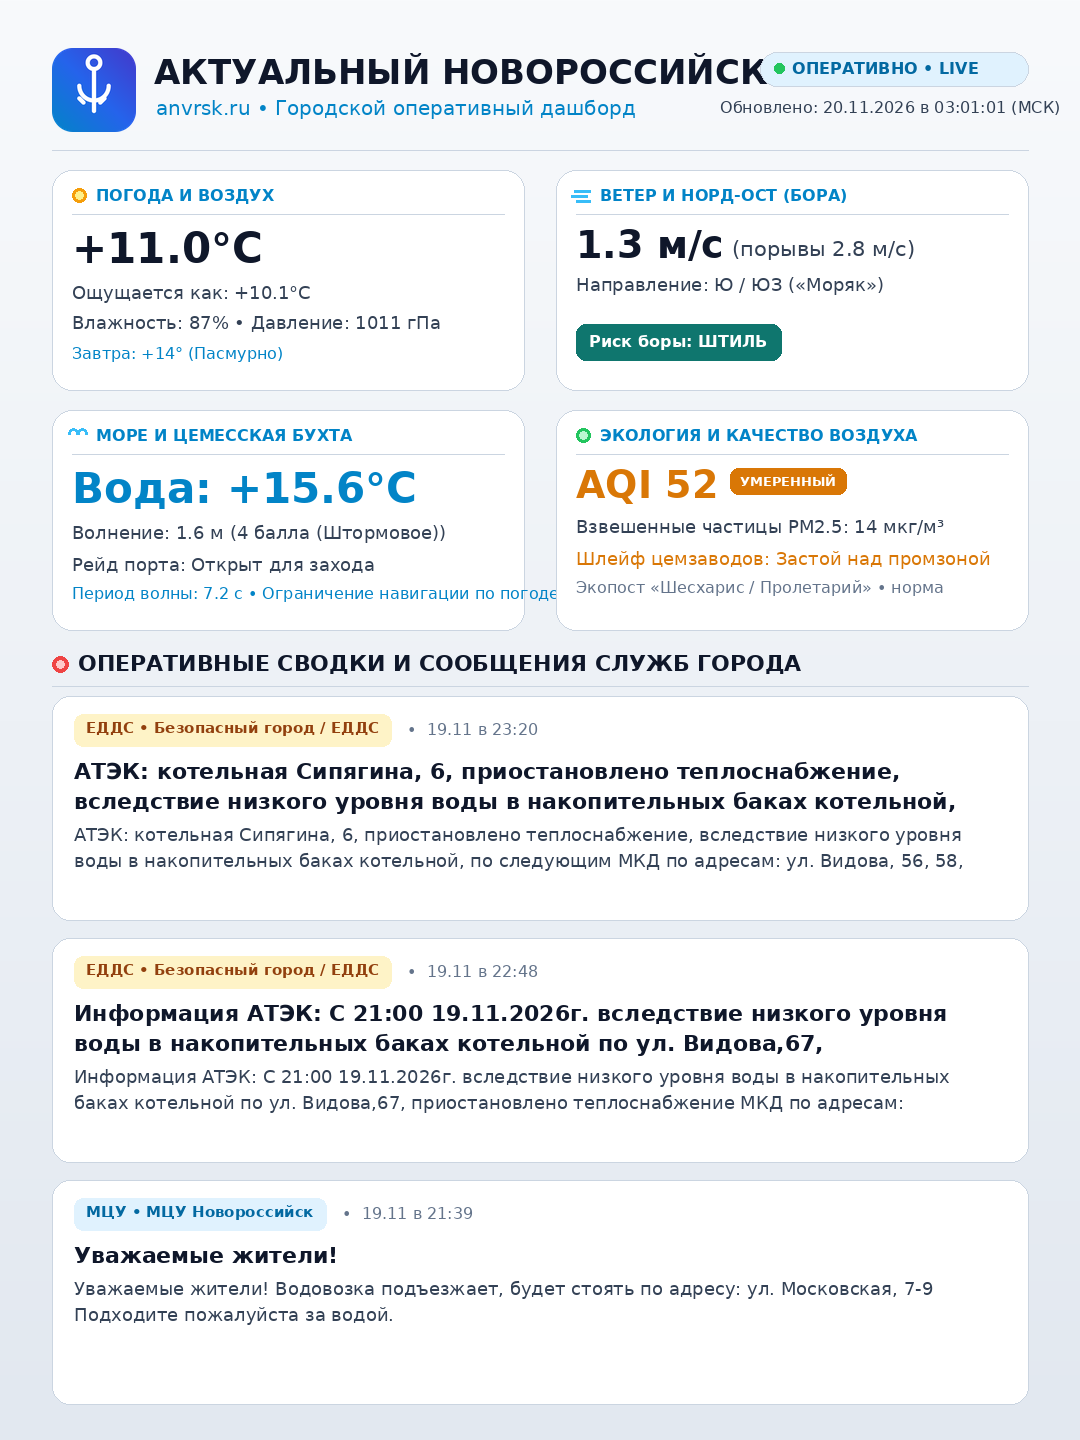 АКТУАЛЬНЫЙ НОВОРОССИЙСК
ОПЕРАТИВНО • LIVE
anvrsk.ru • Городской оперативный дашборд
Обновлено: 20.11.2026 в 03:01:01 (МСК)
ПОГОДА И ВОЗДУХ
+11.0°C
Ощущается как: +10.1°C
Влажность: 87% • Давление: 1011 гПа
Завтра: +14° (Пасмурно)
ВЕТЕР И НОРД-ОСТ (БОРА)
1.3 м/с (порывы 2.8 м/с)
Направление: Ю / ЮЗ («Моряк»)
Риск боры: ШТИЛЬ
МОРЕ И ЦЕМЕССКАЯ БУХТА
Вода: +15.6°C
Волнение: 1.6 м (4 балла (Штормовое))
Рейд порта: Открыт для захода
Период волны: 7.2 с • Ограничение навигации по погоде
ЭКОЛОГИЯ И КАЧЕСТВО ВОЗДУХА
AQI 52 УМЕРЕННЫЙ
Взвешенные частицы PM2.5: 14 мкг/м³
Шлейф цемзаводов: Застой над промзоной
Экопост «Шесхарис / Пролетарий» • норма
ОПЕРАТИВНЫЕ СВОДКИ И СООБЩЕНИЯ СЛУЖБ ГОРОДА
ЕДДС • Безопасный город / ЕДДС • 19.11 в 23:20
АТЭК: котельная Сипягина, 6, приостановлено теплоснабжение,
вследствие низкого уровня воды в накопительных баках котельной,
АТЭК: котельная Сипягина, 6, приостановлено теплоснабжение, вследствие низкого уровня
воды в накопительных баках котельной, по следующим МКД по адресам: ул. Видова, 56, 58,
ЕДДС • Безопасный город / ЕДДС • 19.11 в 22:48
Информация АТЭК: С 21:00 19.11.2026г. вследствие низкого уровня
воды в накопительных баках котельной по ул. Видова,67,
Информация АТЭК: С 21:00 19.11.2026г. вследствие низкого уровня воды в накопительных
баках котельной по ул. Видова,67, приостановлено теплоснабжение МКД по адресам:
МЦУ • МЦУ Новороссийск • 19.11 в 21:39
Уважаемые жители!
Уважаемые жители! Водовозка подъезжает, будет стоять по адресу: ул. Московская, 7-9
Подходите пожалуйста за водой.